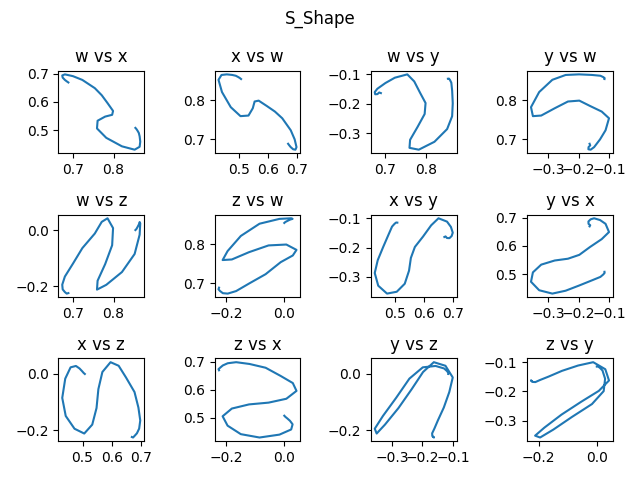 S_Shape
w vs x
x vs w
w vs y
y vs w
0.7
0.6
0.5
0.7 0.8
0.8
0.7
0.5 0.6 0.7
−0.1
−0.2
−0.3
0.7 0.8
0.8
0.7
−0.3 −0.2 −0.1
w vs z
z vs w
x vs y
y vs x
0.0
−0.2
0.7 0.8
0.8
0.7
−0.2 0.0
−0.1
−0.2
−0.3
0.5 0.6 0.7
0.7
0.6
0.5
−0.3 −0.2 −0.1
x vs z
z vs x
y vs z
z vs y
0.0
−0.2
0.5 0.6 0.7
0.7
0.6
0.5
−0.2 0.0
0.0
−0.2
−0.3 −0.2 −0.1
−0.1
−0.2
−0.3
−0.2 0.0